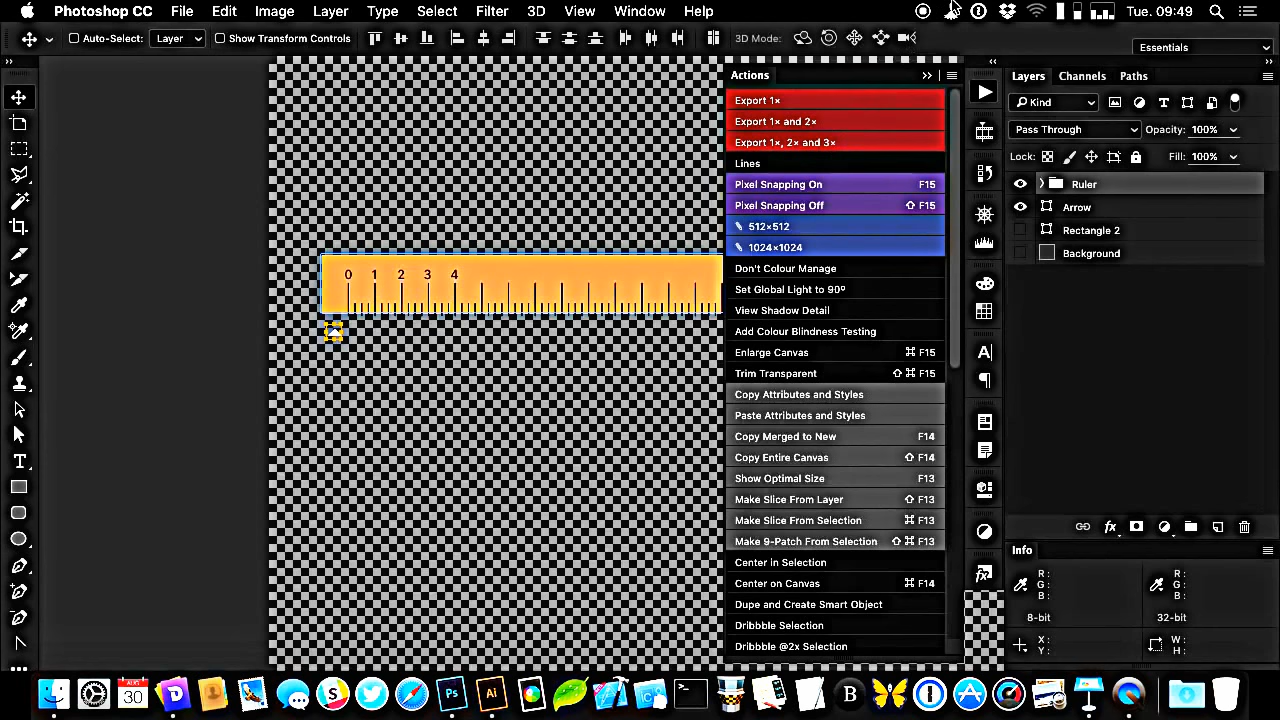 Photoshop CC File Edit Image Layer Type Select Filter 3D View Window Help Tue. 09:49
Auto-Select: Layer Show Transform Controls 3D Mode: Essentials
Actions
Export 1×
Export 1× and 2×
Export 1×, 2× and 3×
Lines
Pixel Snapping On F15
Pixel Snapping Off ⇧ F15
512×512
1024×1024
Don't Colour Manage
Set Global Light to 90º
View Shadow Detail
Add Colour Blindness Testing
Enlarge Canvas ⌘ F15
Trim Transparent ⇧ ⌘ F15
Copy Attributes and Styles
Paste Attributes and Styles
Copy Merged to New F14
Copy Entire Canvas ⇧ F14
Show Optimal Size F13
Make Slice From Layer ⇧ F13
Make Slice From Selection ⌘ F13
Make 9-Patch From Selection ⇧ ⌘ F13
Center in Selection
Center on Canvas ⌘ F14
Dupe and Create Smart Object
Dribbble Selection
Dribbble @2x Selection
0 1 2 3 4
Layers Channels Paths
Kind
Pass Through Opacity: 100%
Lock: Fill: 100%
Ruler
Arrow
Rectangle 2
Background
fx
Info
R: R:
G: G:
B: B:
8-bit 32-bit
X: W:
Y: H:
AUG
30
Ps
Ai
B